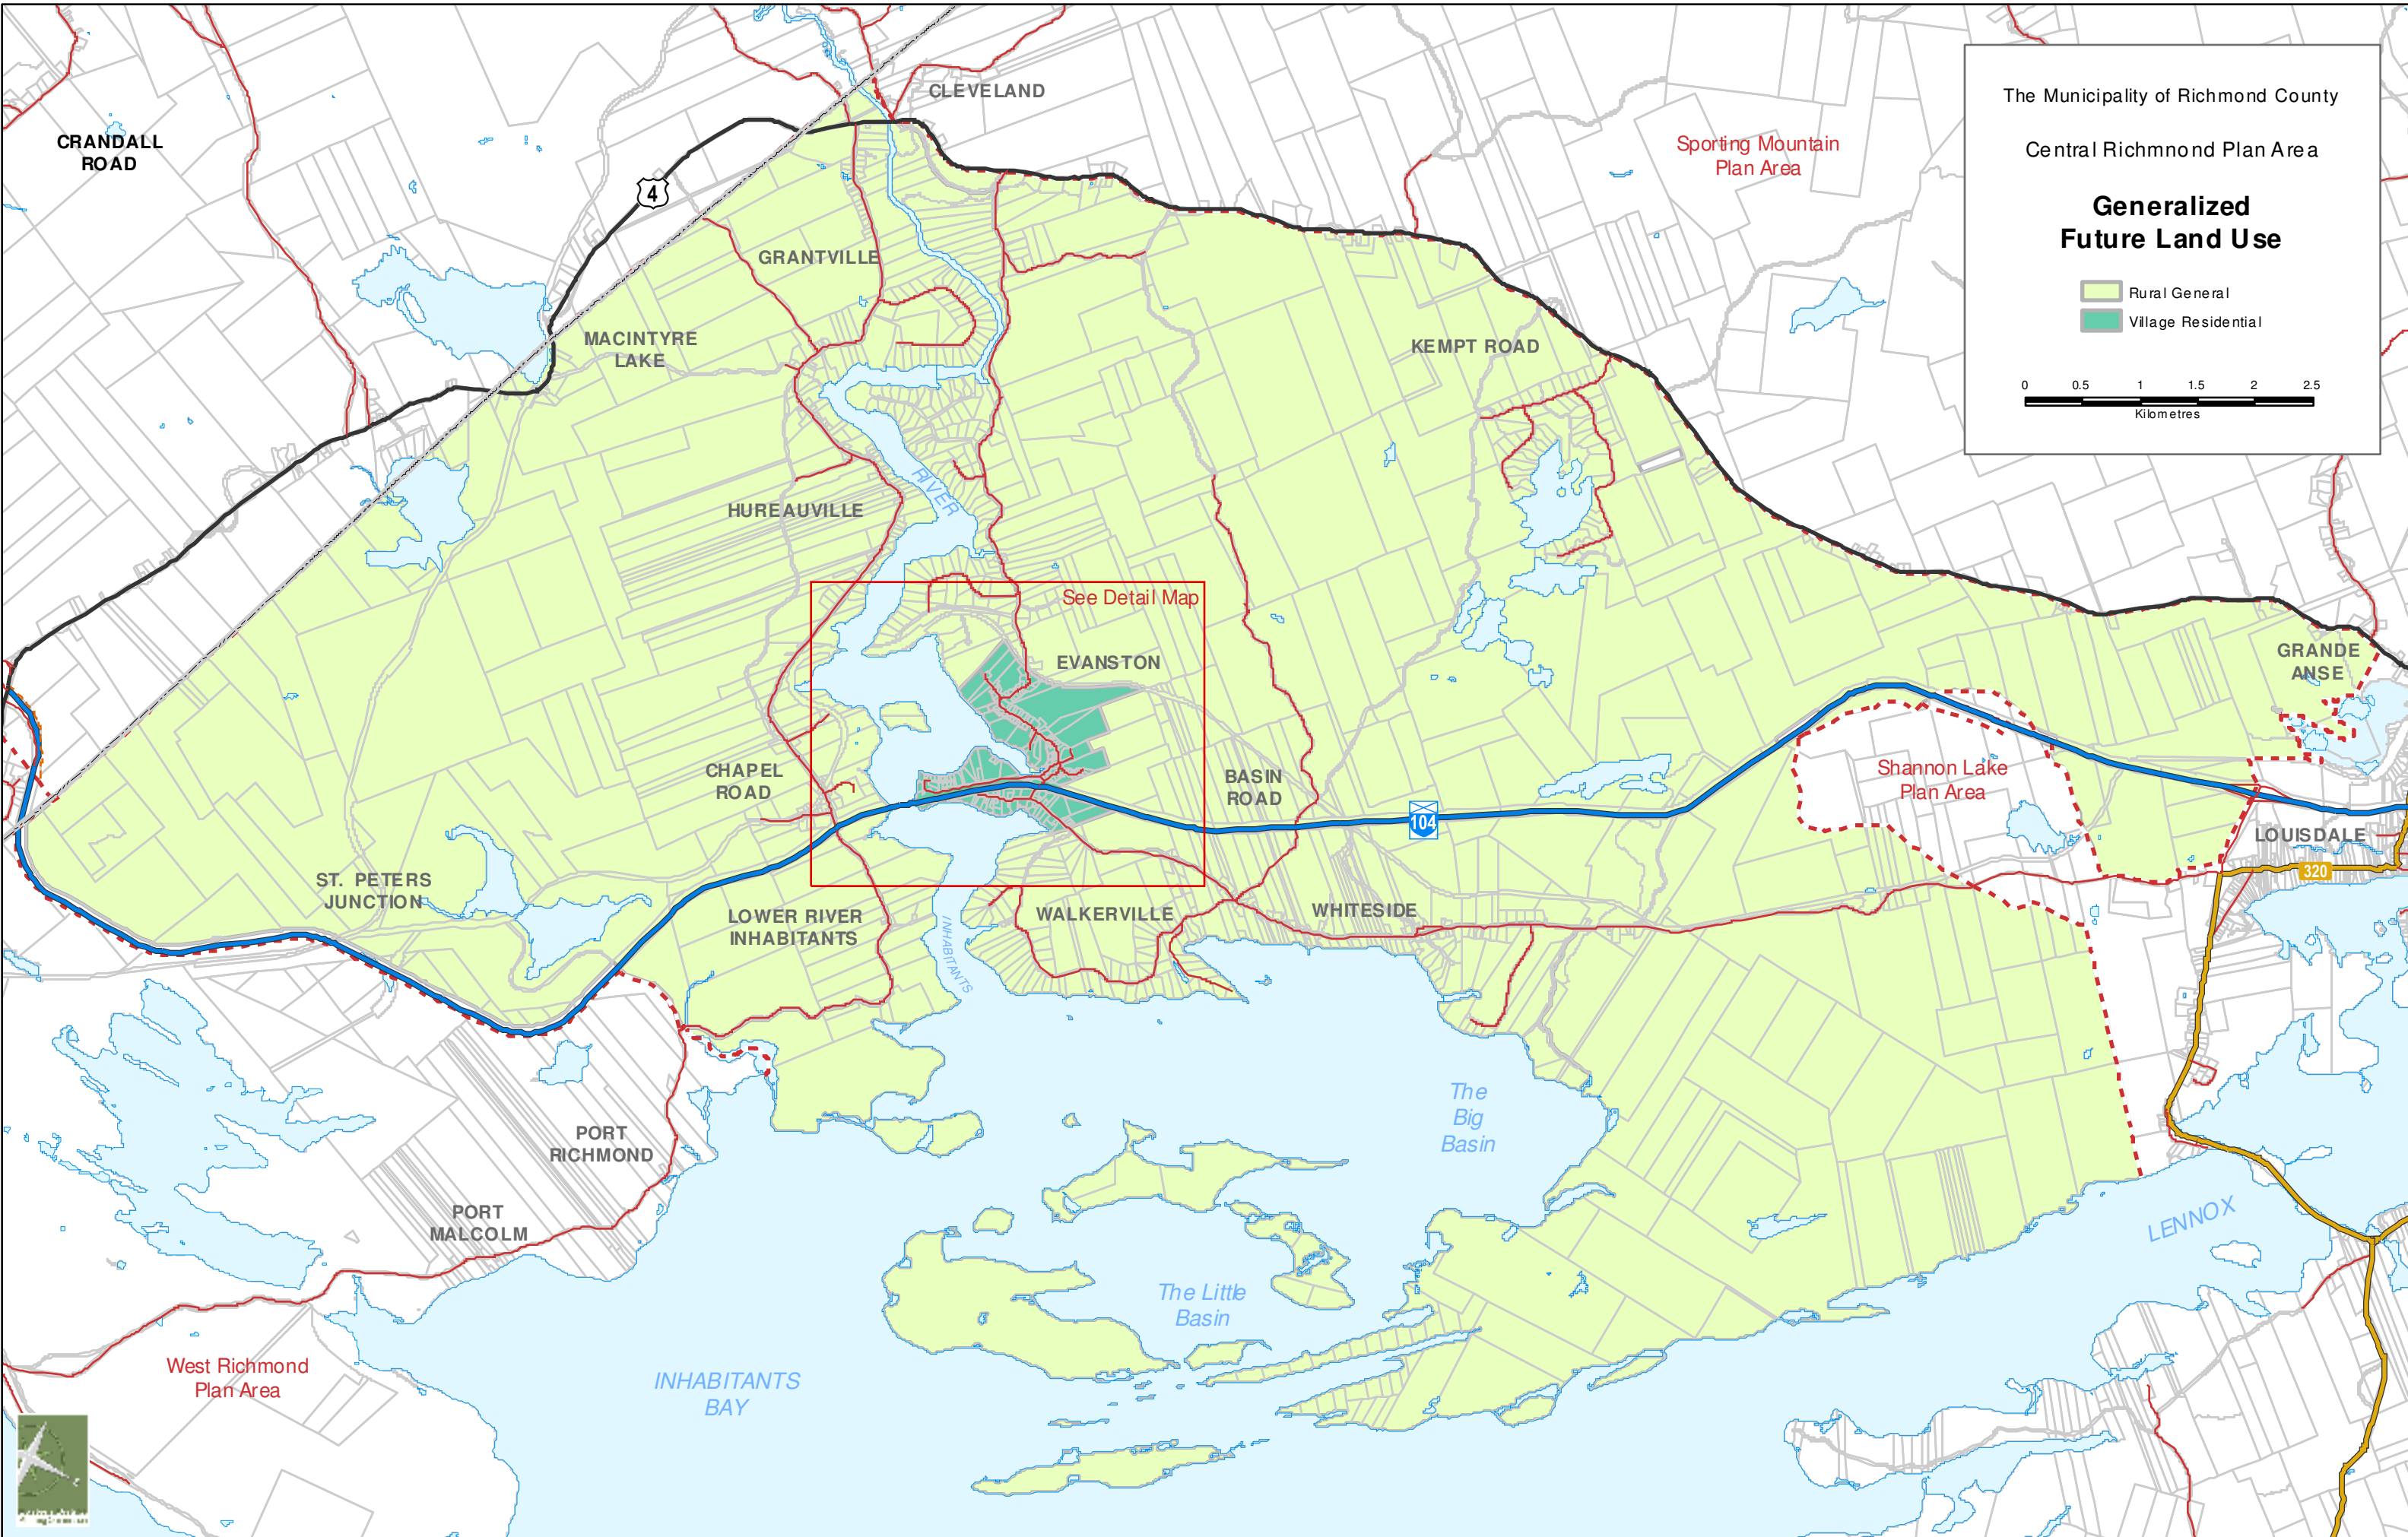 The Municipality of Richmond County
Central Richmnond Plan Area
Generalized
Future Land Use
Rural General
Village Residential
0 0.5 1 1.5 2 2.5
Kilometres
CLEVELAND
CRANDALL
ROAD
Sporting Mountain
Plan Area
4
GRANTVILLE
MACINTYRE
LAKE
KEMPT ROAD
RIVER
HUREAUVILLE
See Detail Map
EVANSTON
GRANDE
ANSE
CHAPEL
ROAD
BASIN
ROAD
Shannon Lake
Plan Area
104
LOUISDALE
320
ST. PETERS
JUNCTION
LOWER RIVER
INHABITANTS
INHABITANTS
WALKERVILLE
WHITESIDE
The
Big
Basin
PORT
RICHMOND
PORT
MALCOLM
LENNOX
The Little
Basin
West Richmond
Plan Area
INHABITANTS
BAY